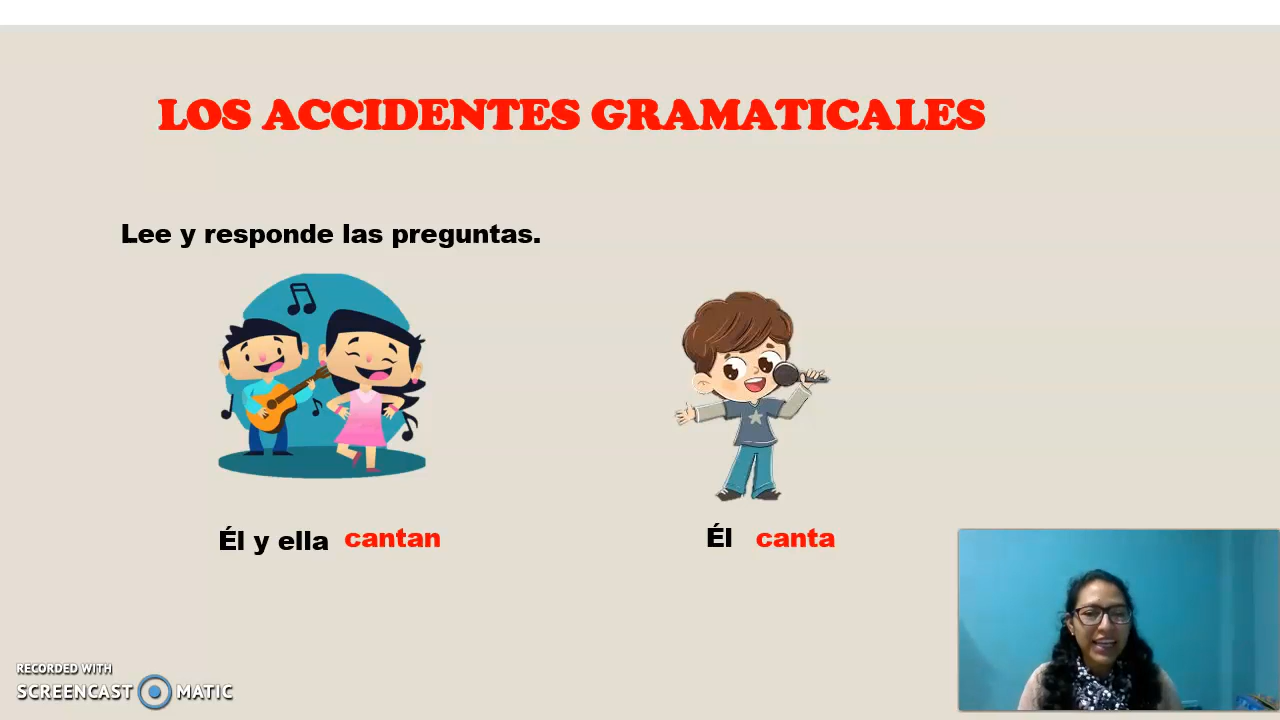 LOS ACCIDENTES GRAMATICALES
Lee y responde las preguntas.
Él y ella cantan
Él canta
RECORDED WITH
SCREENCAST MATIC